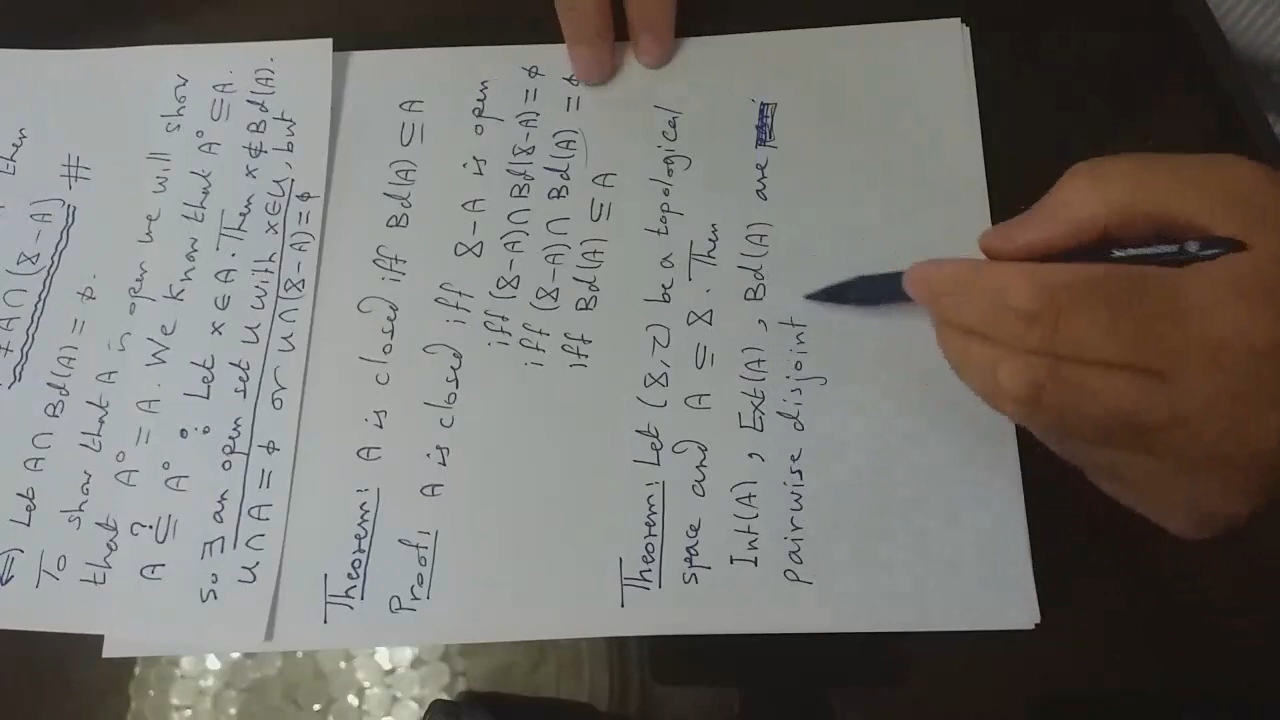 then
≠ A∩(X-A)} #
⇐) Let A∩Bd(A) = ϕ.
To show that A is open we will show
that A° = A. We know that A° ⊆ A.
A ⊆? A° : Let x∈A. Then x∉Bd(A).
So ∃ an open set U with x∈U, but
U∩A = ϕ or U∩(X-A) = ϕ
Theorem: A is closed iff Bd(A) ⊆ A
Proof: A is closed iff X-A is open
iff (X-A)∩Bd(X-A) = ϕ
iff (X-A)∩Bd(A) = ϕ
iff Bd(A) ⊆ A
Theorem: Let (X,τ) be a topological
space and A ⊆ X. Then
Int(A), Ext(A), Bd(A) are
pairwise disjoint